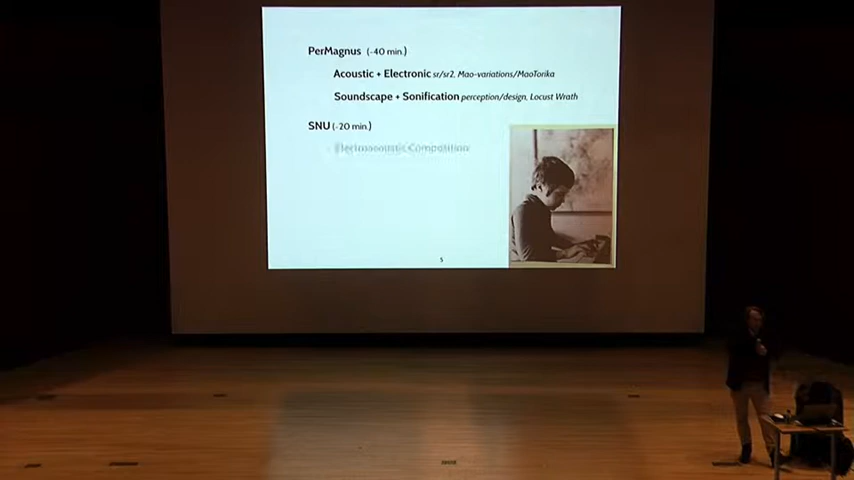 PerMagnus (~40 min.)
Acoustic + Electronic sr/sr2, Mao-variations/MaoTorika
Soundscape + Sonification perception/design, Locust Wrath
SNU (~20 min.)
Electroacoustic Composition
5